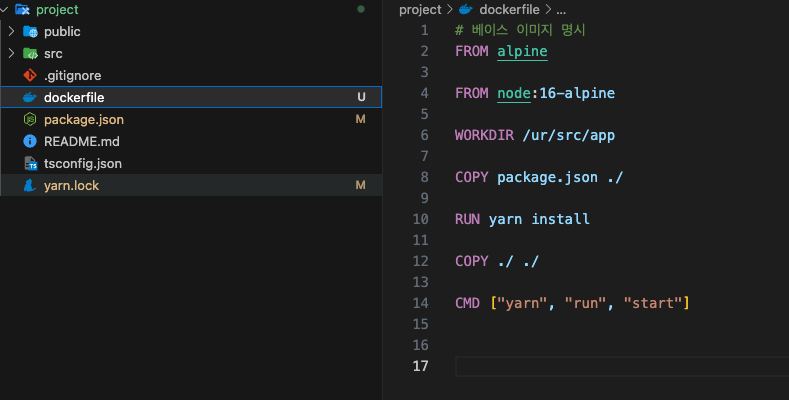 project
public
src
.gitignore
dockerfile U
package.json M
README.md
tsconfig.json
yarn.lock M
project > dockerfile > ...
1 # 베이스 이미지 명시
2 FROM alpine
3
4 FROM node:16-alpine
5
6 WORKDIR /ur/src/app
7
8 COPY package.json ./
9
10 RUN yarn install
11
12 COPY ./ ./
13
14 CMD ["yarn", "run", "start"]
15
16
17